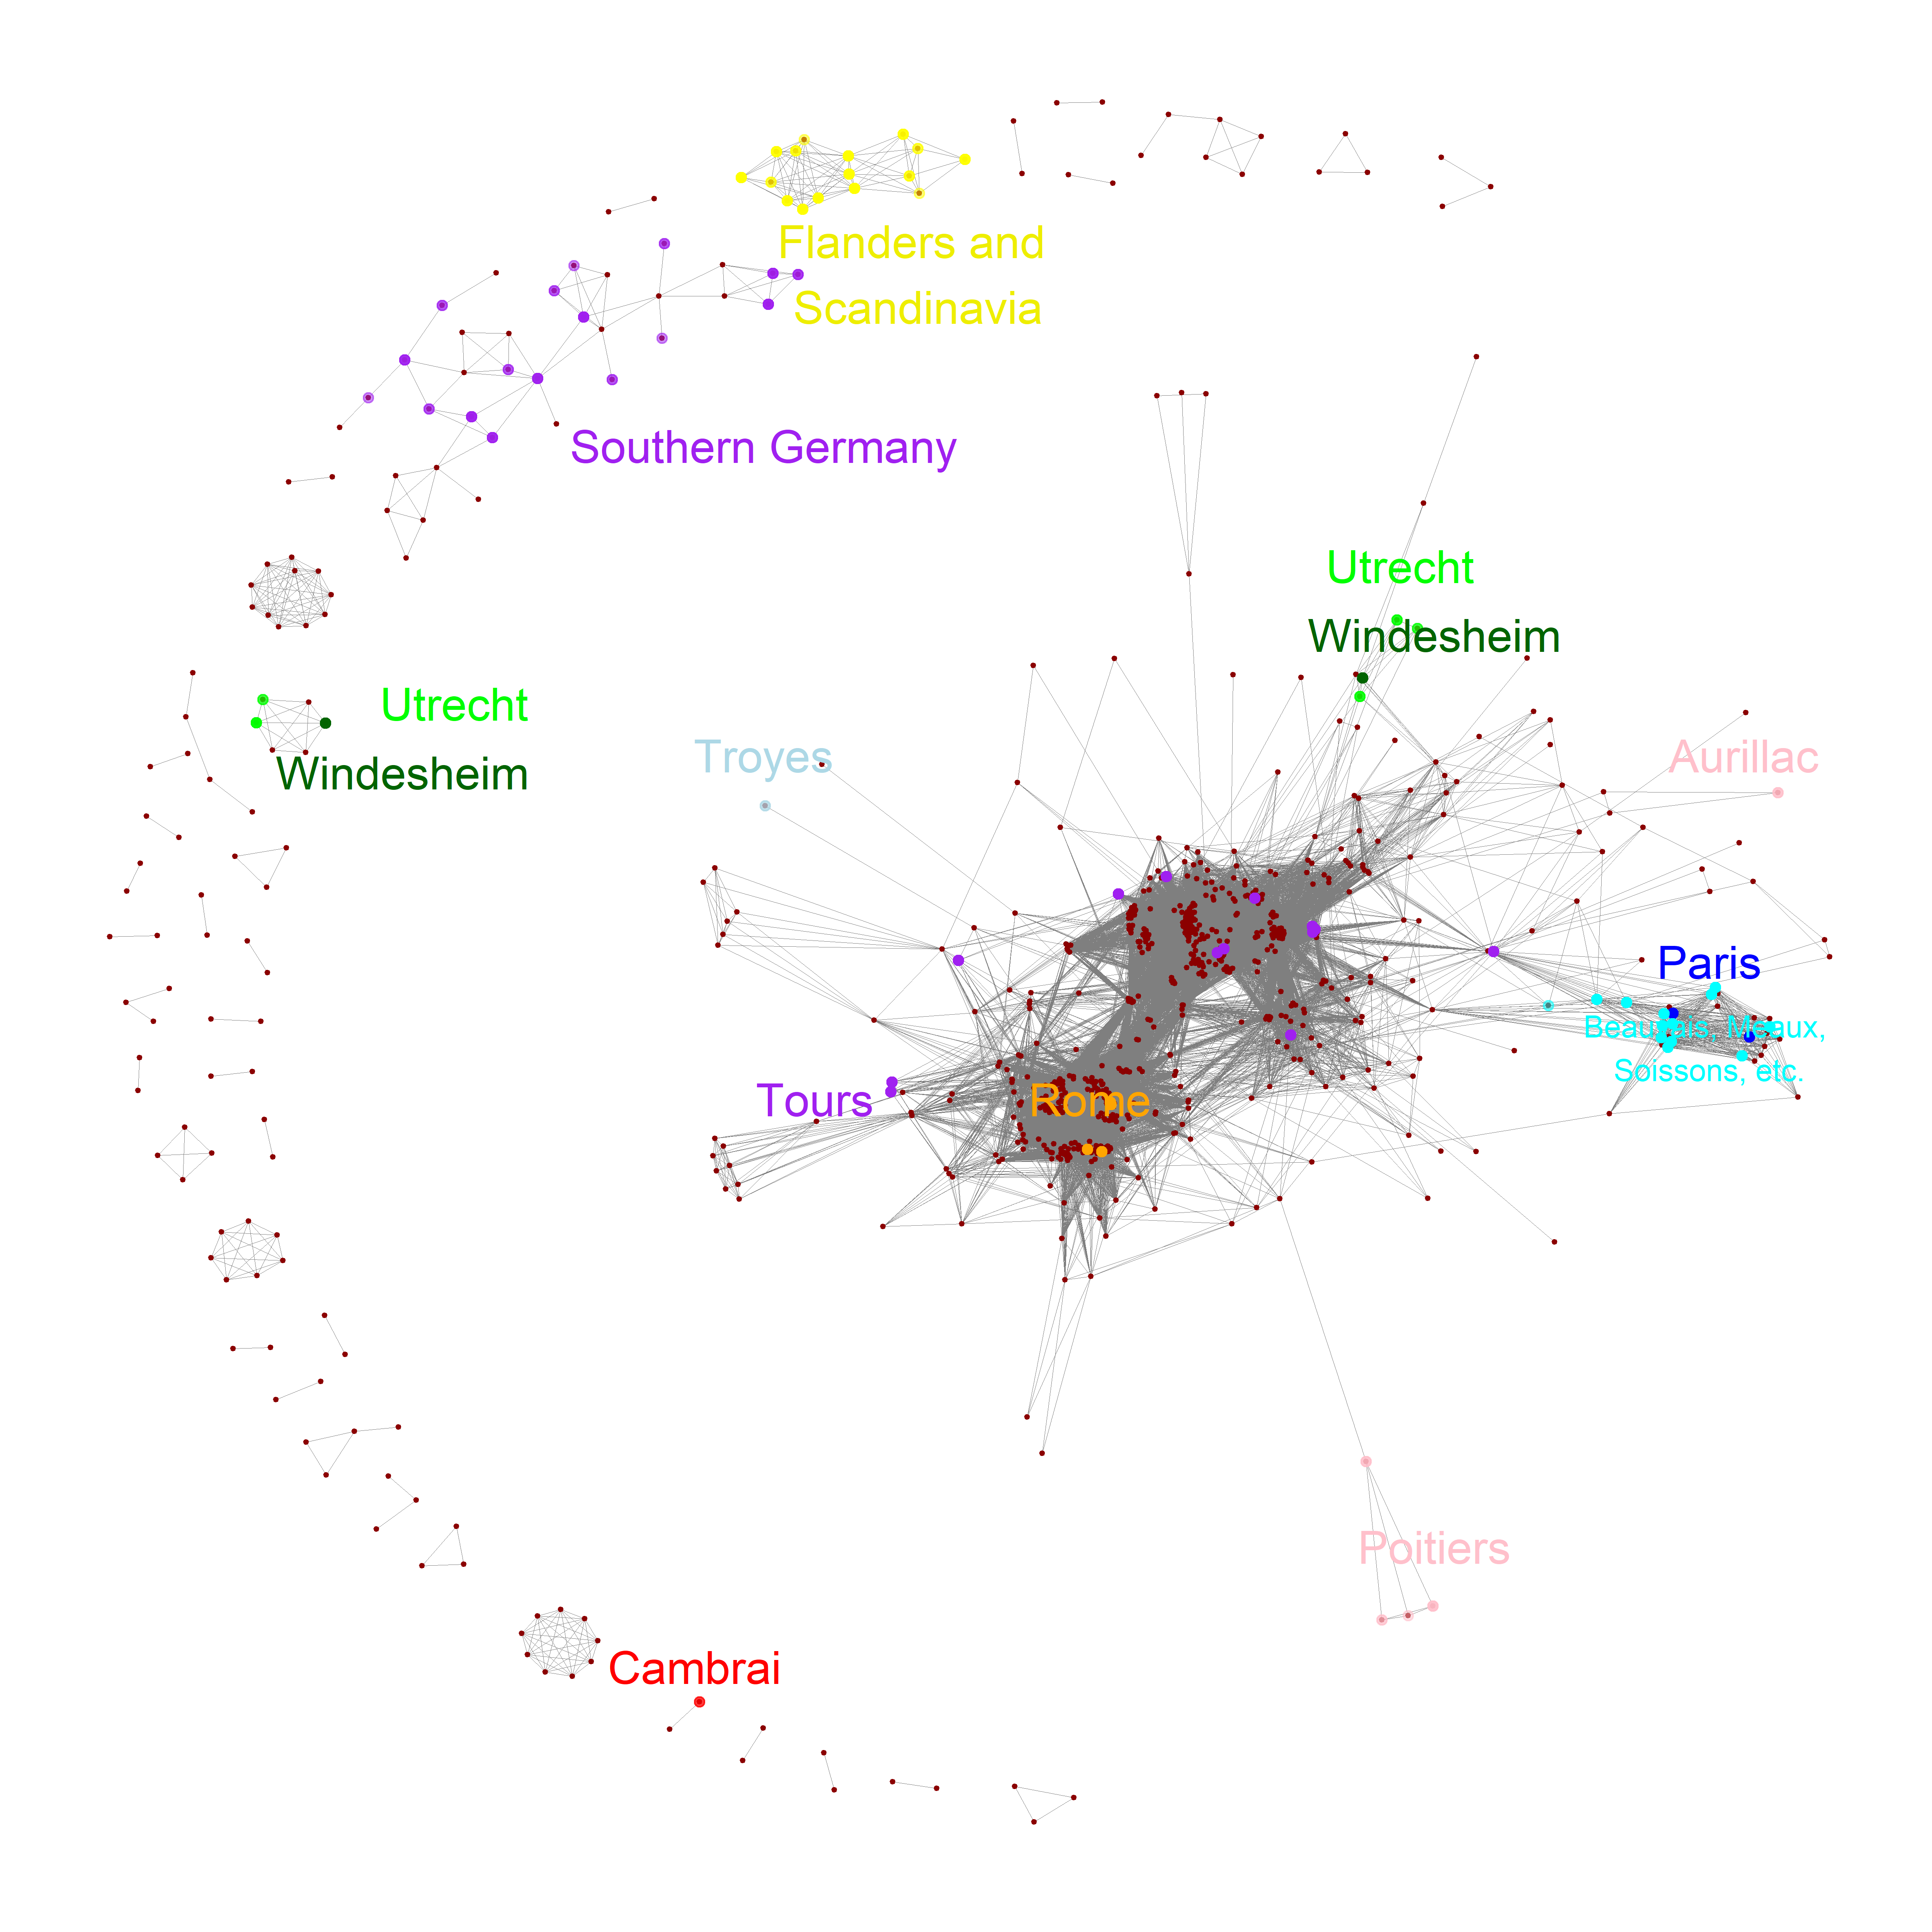 Flanders and
Scandinavia
Southern Germany
Utrecht
Windesheim
Utrecht
Windesheim
Troyes
Aurillac
Paris
Beauvais, Meaux,
Soissons, etc.
Tours
Rome
Poitiers
Cambrai